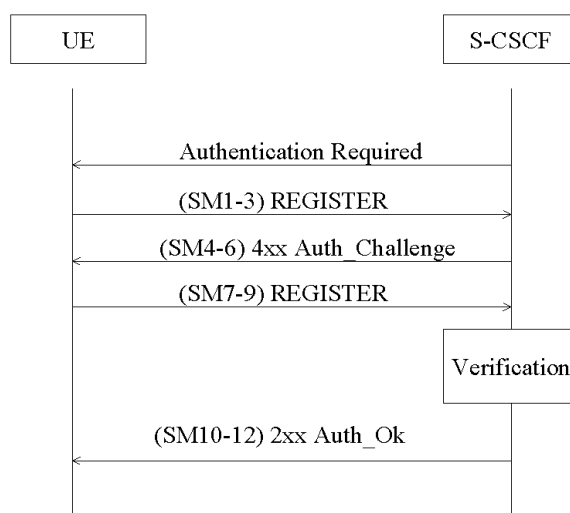 UE
S-CSCF
Authentication Required
(SM1-3) REGISTER
(SM4-6) 4xx Auth_Challenge
(SM7-9) REGISTER
Verification
(SM10-12) 2xx Auth_Ok